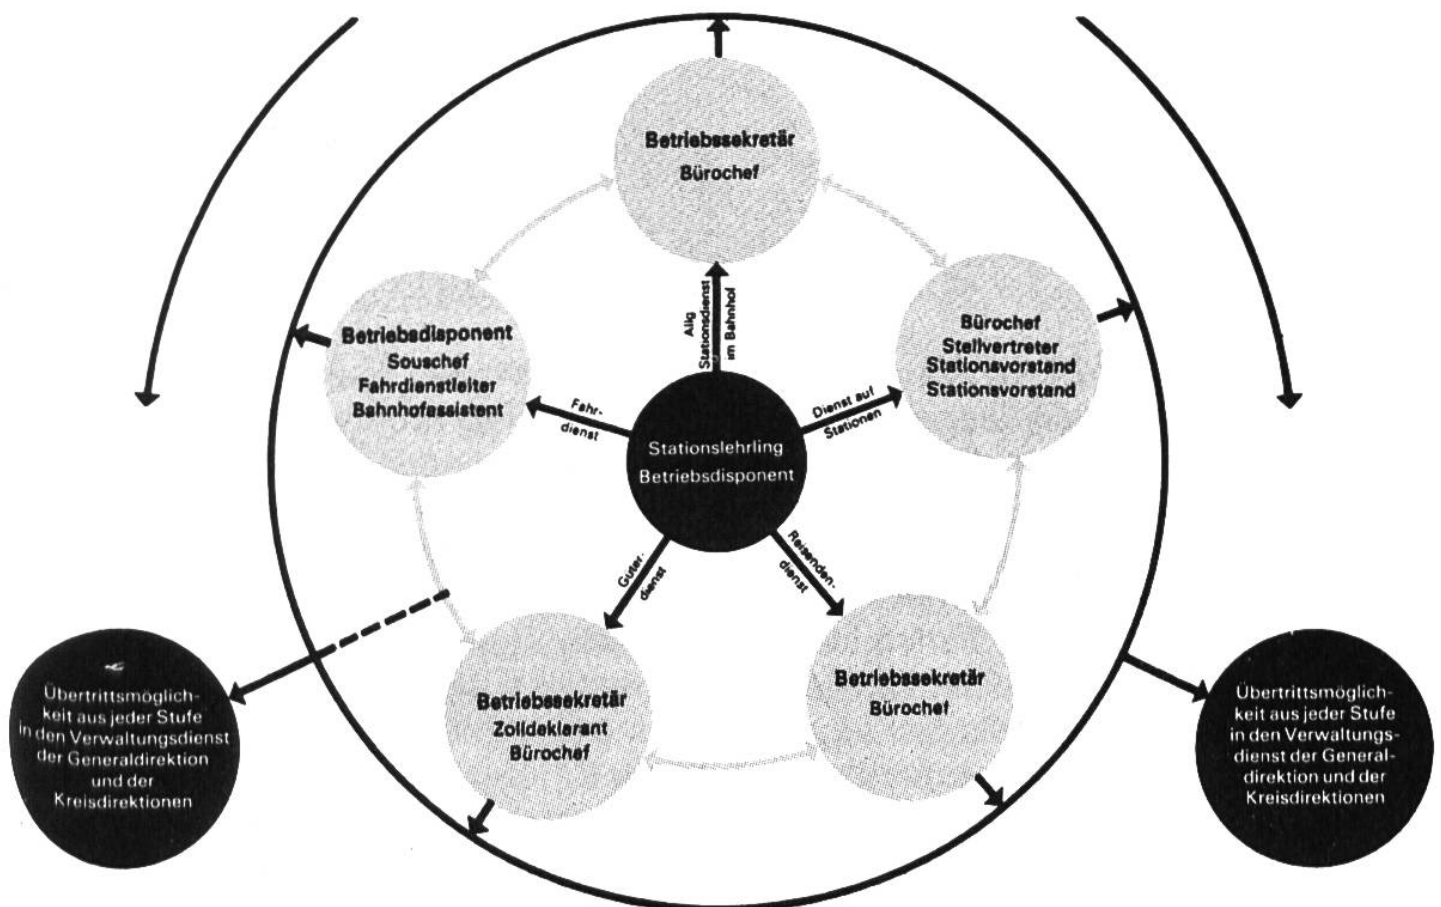 Betriebssekretär
Bürochef
Betriebsdisponent
Souschef
Fahrdienstleiter
Bahnhofassistent
Bürochef
Stellvertreter
Stationsvorstand
Stationsvorstand
Allg
Stationsdienst
im Bahnhof
Fahr-
dienst
Dienst auf
Stationen
Stationslehrling
Betriebsdisponent
Güter-
dienst
Reisenden-
dienst
Betriebssekretär
Zolldeklarant
Bürochef
Betriebssekretär
Bürochef
Übertrittsmöglich-
keit aus jeder Stufe
in den Verwaltungsdienst
der Generaldirektion
und der
Kreisdirektionen
Übertrittsmöglich-
keit aus jeder Stufe
in den Verwaltungs-
dienst der General-
direktion und der
Kreisdirektionen